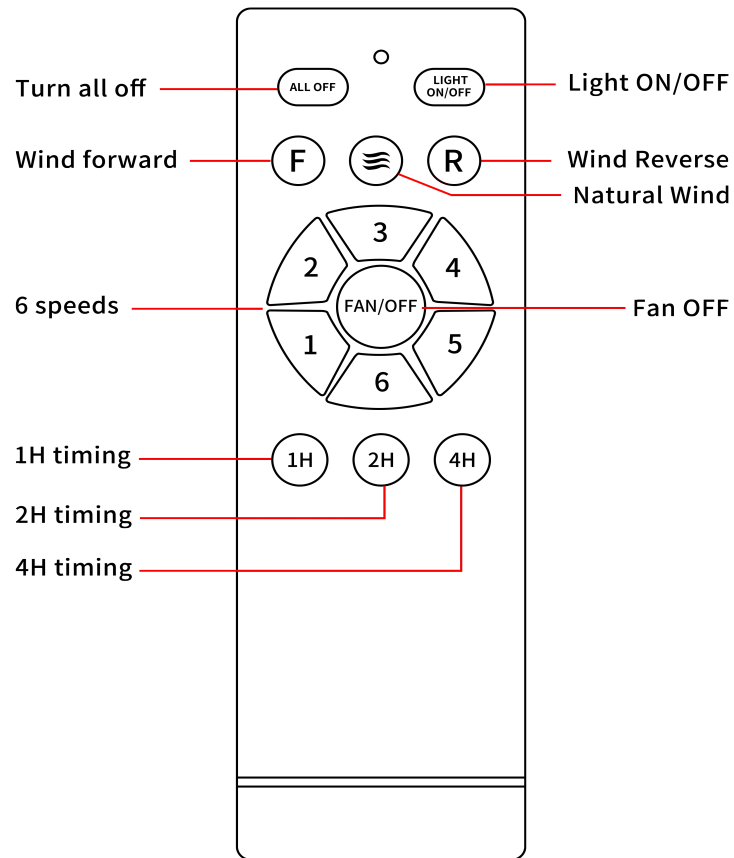 Turn all off
ALL OFF
LIGHT
ON/OFF
Light ON/OFF
Wind forward
F
R
Wind Reverse
Natural Wind
3
2
4
6 speeds
FAN/OFF
Fan OFF
1
5
6
1H timing
1H
2H
4H
2H timing
4H timing